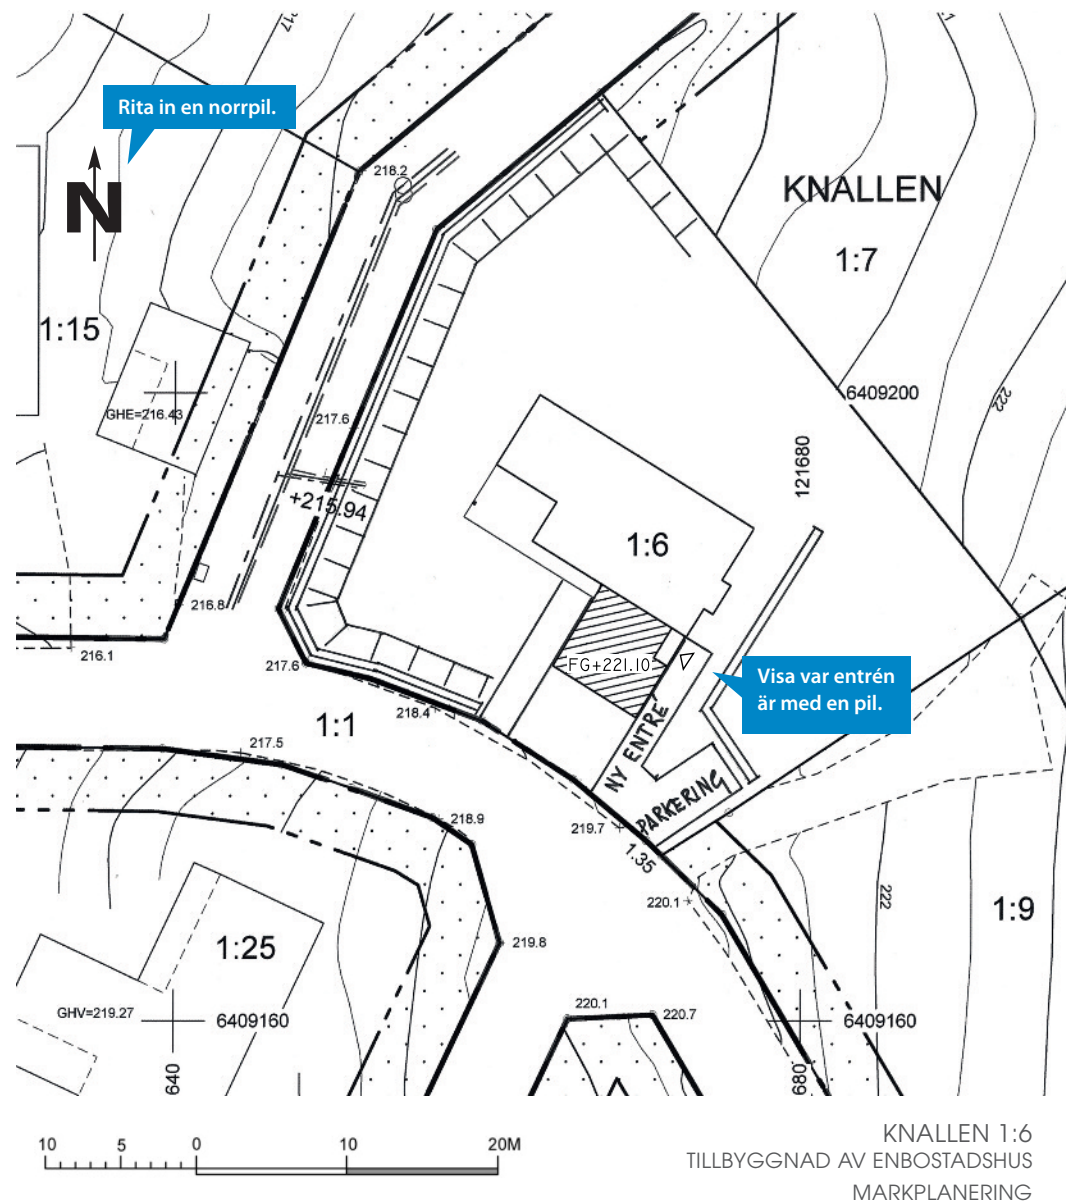 217
Rita in en norrpil.
218.2
N
KNALLEN
1:7
1:15
GHE=216.43
6409200
222
217.6
121680
+215.94
1:6
216.8
216.1
217.6
FG+221.10
Visa var entrén
är med en pil.
218.4
1:1
NY ENTRÉ
217.5
PARKERING
218.9
219.7
1.35
220.1
222
1:9
219.8
1:25
GHV=219.27
6409160
220.1
220.7
6409160
640
680
10 5 0 10 20M
KNALLEN 1:6
TILLBYGGNAD AV ENBOSTADSHUS
MARKPLANERING